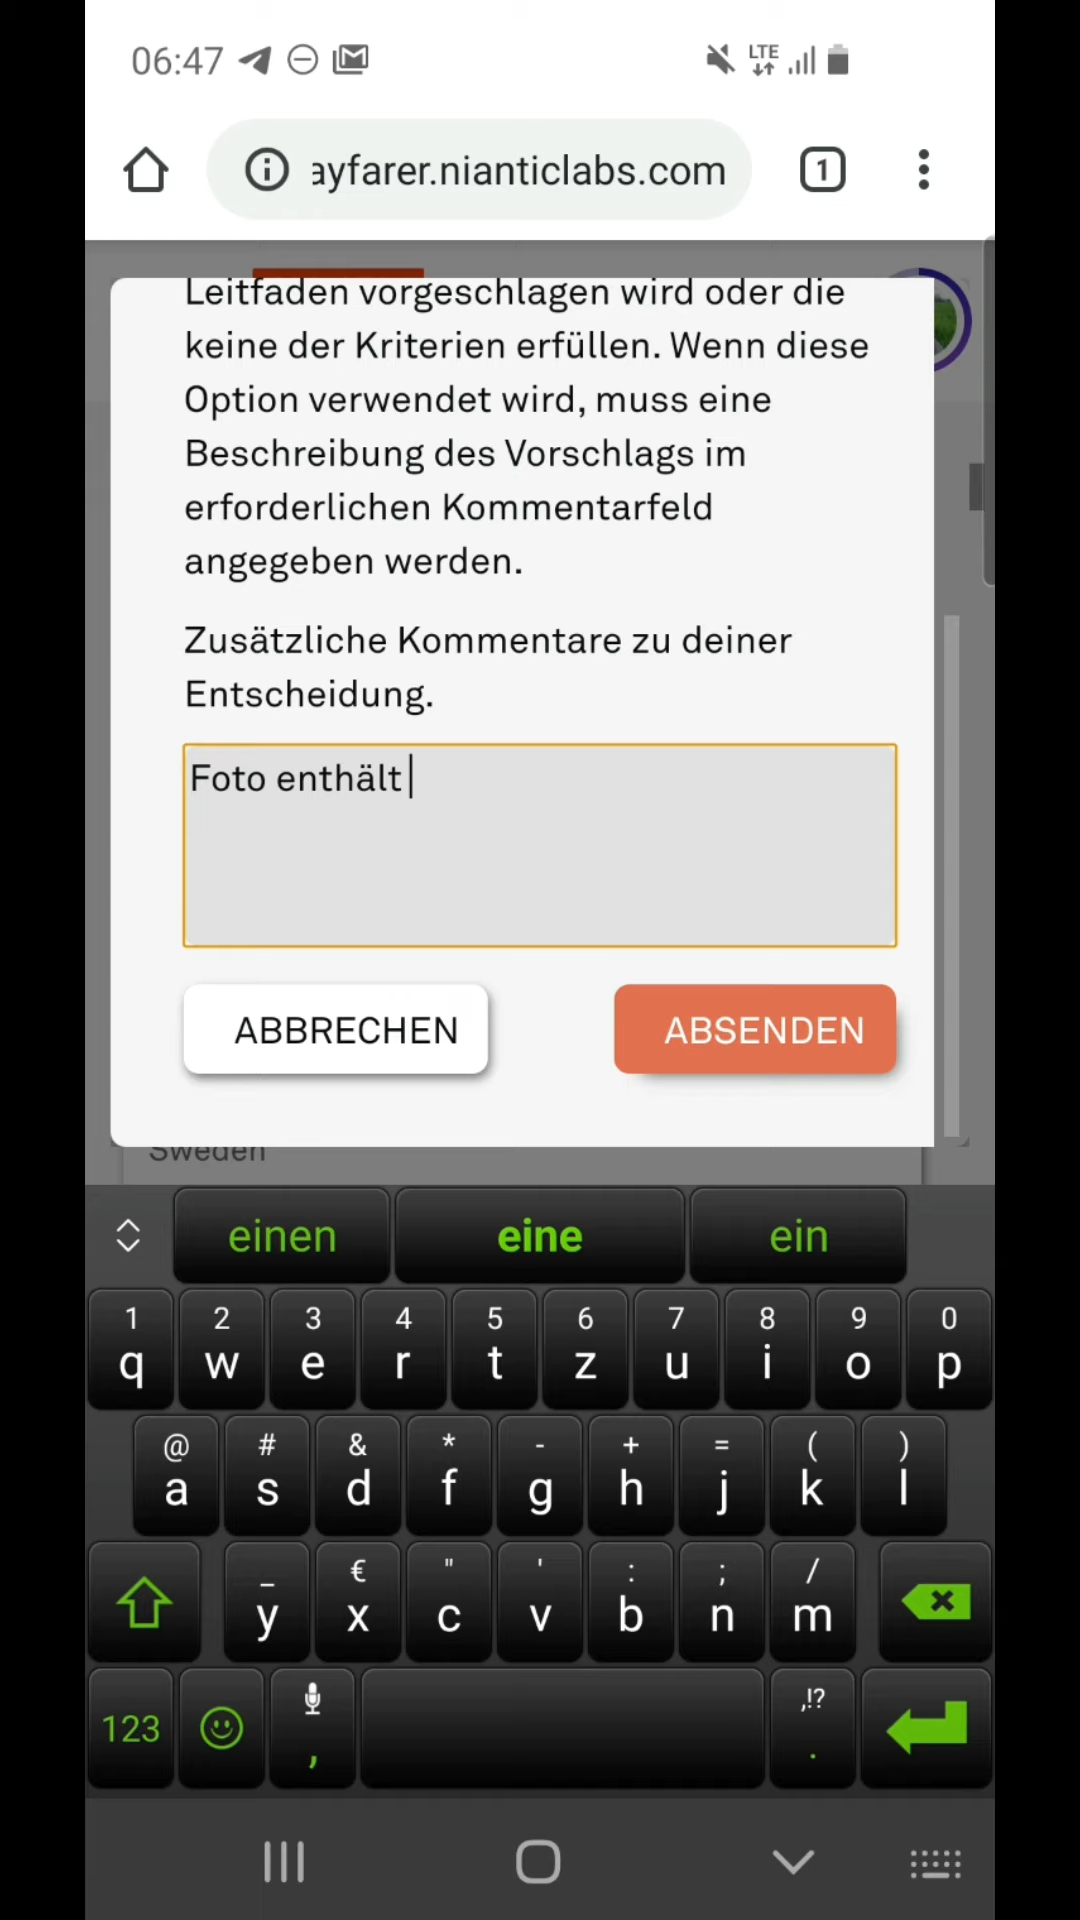 06:47 LTE
ayfarer.nianticlabs.com 1
Leitfaden vorgeschlagen wird oder die
keine der Kriterien erfüllen. Wenn diese
Option verwendet wird, muss eine
Beschreibung des Vorschlags im
erforderlichen Kommentarfeld
angegeben werden.
Zusätzliche Kommentare zu deiner
Entscheidung.
Foto enthält
ABBRECHEN ABSENDEN
Sweden
einen eine ein
1 2 3 4 5 6 7 8 9 0
q w e r t z u i o p
@ # & * - + = ( )
a s d f g h j k l
_ € " ' : ; /
y x c v b n m
,!?
123 , .